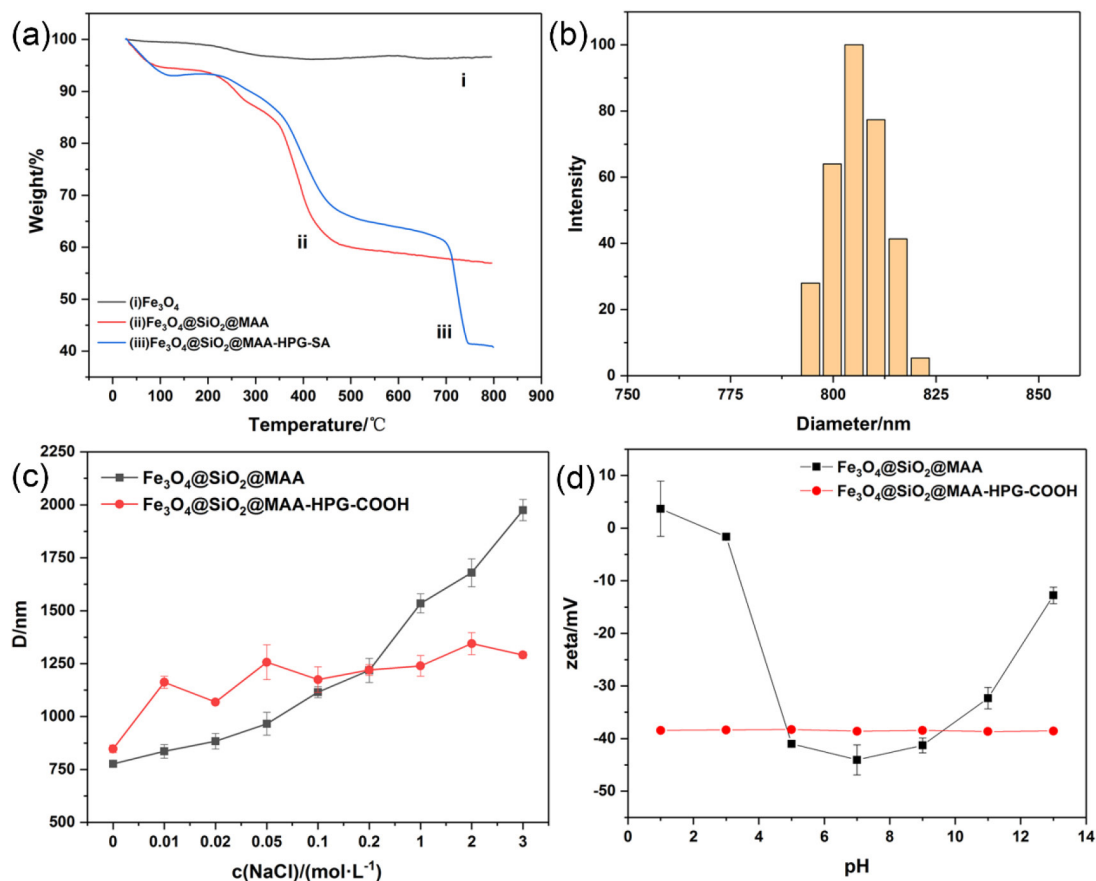 (a)
100
90
80
70
60
50
40
Weight/%
i
ii
iii
(i)Fe₃O₄
(ii)Fe₃O₄@SiO₂@MAA
(iii)Fe₃O₄@SiO₂@MAA-HPG-SA
0 100 200 300 400 500 600 700 800 900
Temperature/℃
(b)
100
80
60
40
20
0
Intensity
750 775 800 825 850
Diameter/nm
(c)
2250
2000
1750
1500
1250
1000
750
500
D/nm
Fe₃O₄@SiO₂@MAA
Fe₃O₄@SiO₂@MAA-HPG-COOH
0 0.01 0.02 0.05 0.1 0.2 1 2 3
c(NaCl)/(mol·L⁻¹)
(d)
10
0
-10
-20
-30
-40
-50
zeta/mV
Fe₃O₄@SiO₂@MAA
Fe₃O₄@SiO₂@MAA-HPG-COOH
0 2 4 6 8 10 12 14
pH